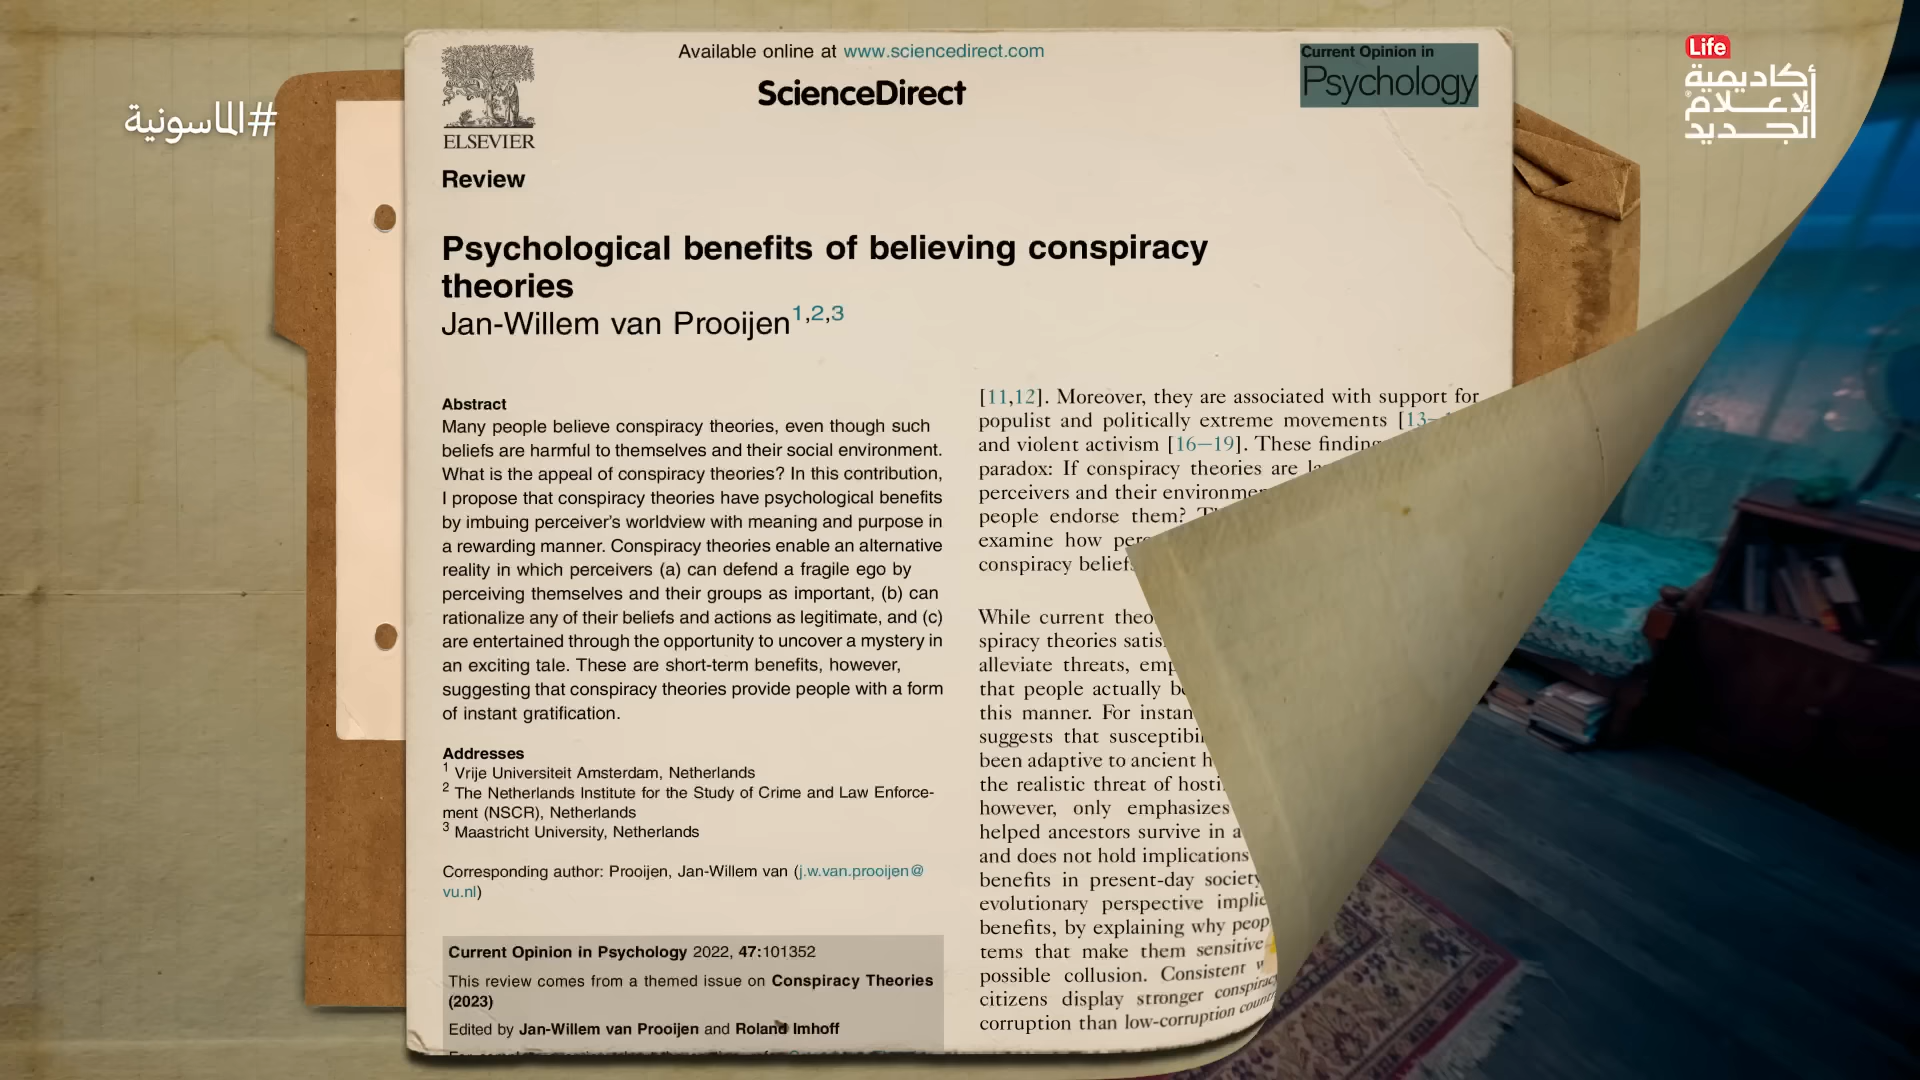 #الماسونية
Life
أكاديمية
لإعلام
الجديد
Available online at www.sciencedirect.com
ScienceDirect
Current Opinion in
Psychology
ELSEVIER
Review
Psychological benefits of believing conspiracy
theories
Jan-Willem van Prooijen1,2,3
Abstract
Many people believe conspiracy theories, even though such
beliefs are harmful to themselves and their social environment.
What is the appeal of conspiracy theories? In this contribution,
I propose that conspiracy theories have psychological benefits
by imbuing perceiver's worldview with meaning and purpose in
a rewarding manner. Conspiracy theories enable an alternative
reality in which perceivers (a) can defend a fragile ego by
perceiving themselves and their groups as important, (b) can
rationalize any of their beliefs and actions as legitimate, and (c)
are entertained through the opportunity to uncover a mystery in
an exciting tale. These are short-term benefits, however,
suggesting that conspiracy theories provide people with a form
of instant gratification.
Addresses
1 Vrije Universiteit Amsterdam, Netherlands
2 The Netherlands Institute for the Study of Crime and Law Enforce-
ment (NSCR), Netherlands
3 Maastricht University, Netherlands
Corresponding author: Prooijen, Jan-Willem van (j.w.van.prooijen@
vu.nl)
Current Opinion in Psychology 2022, 47:101352
This review comes from a themed issue on Conspiracy Theories
(2023)
Edited by Jan-Willem van Prooijen and Roland Imhoff
[11,12]. Moreover, they are associated with support for
populist and politically extreme movements [13–
and violent activism [16–19]. These
paradox: If conspiracy theories are
perceivers and their
people endorse them?
examine how
conspiracy
While current
spiracy theories
alleviate threats,
that people actually
this manner. For
suggests that
been adaptive to ancient
the realistic threat of
however, only emphasizes
helped ancestors survive in a
and does not hold implications
benefits in present-day society
evolutionary perspective
benefits, by explaining why
tems that make them sensitive
possible collusion. Consistent
citizens display stronger
corruption than low-corruption